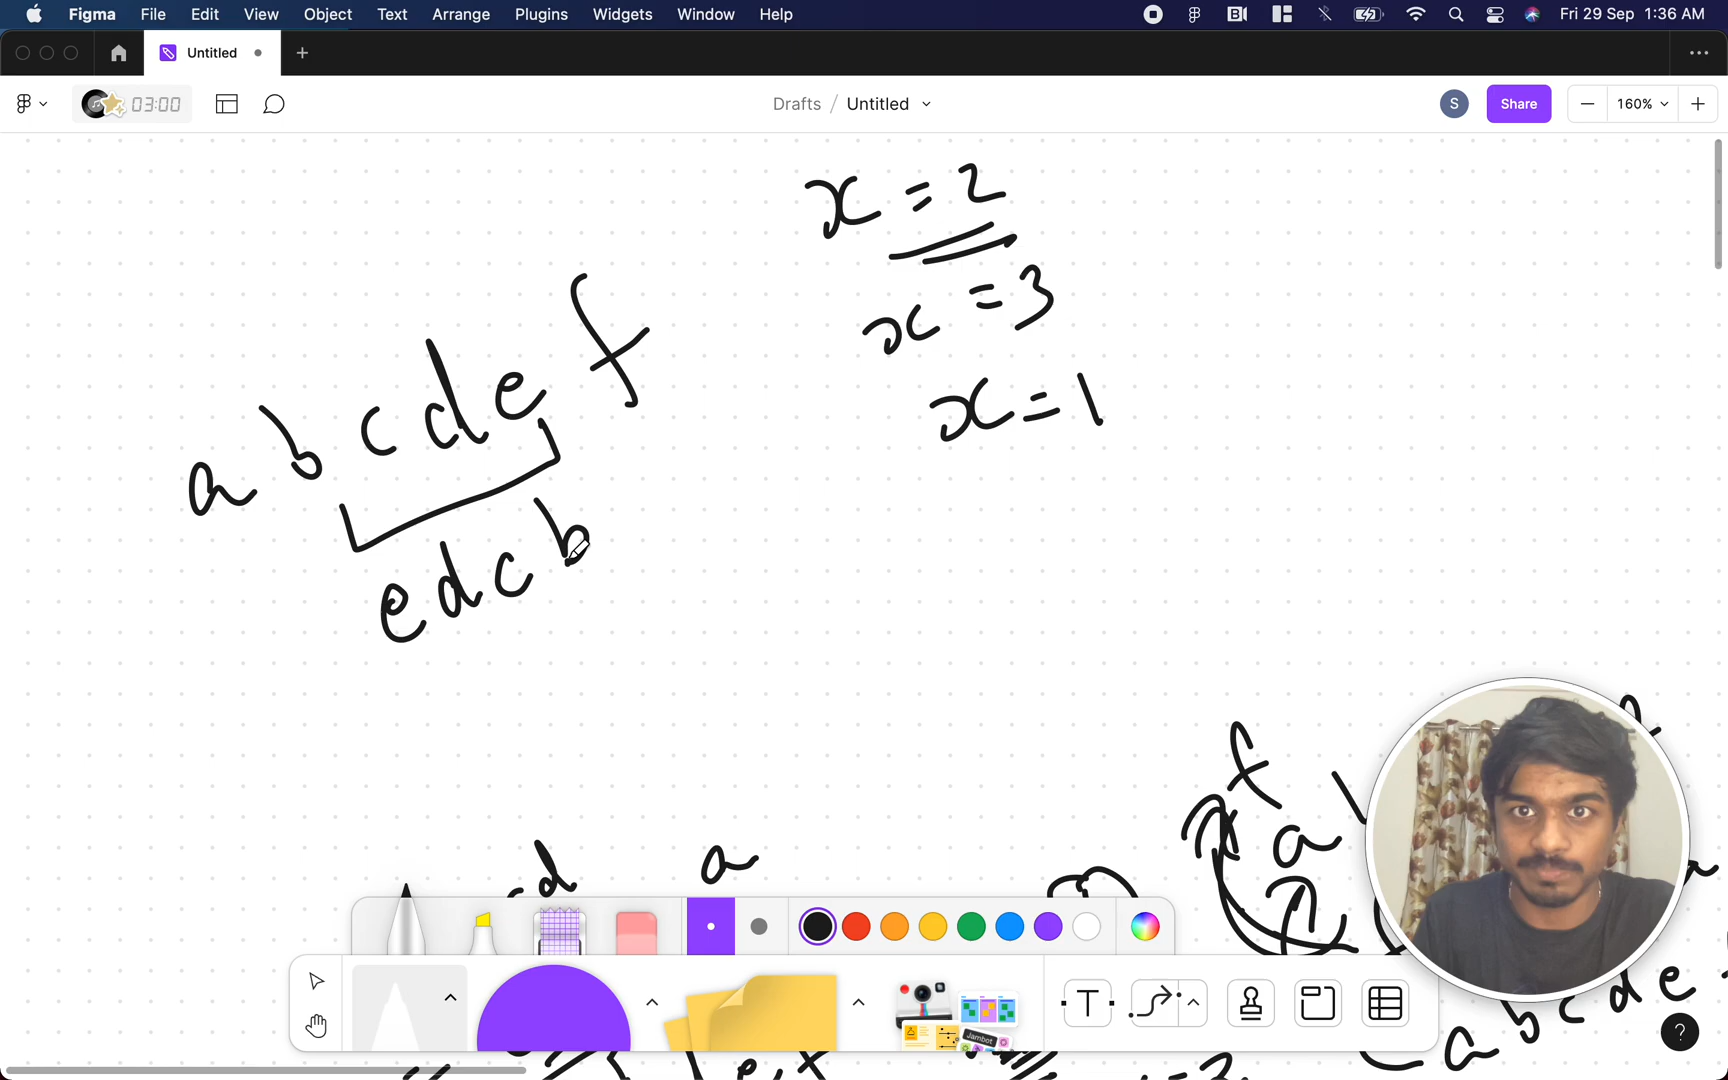 Figma File Edit View Object Text Arrange Plugins Widgets Window Help Fri 29 Sep 1:36 AM
Untitled
03:00 Drafts / Untitled S Share 160%
x = 2
x = 3
x = 1
a b c d e f
e d c b
f
a
a
d
a b c d e
T
Jambot
?